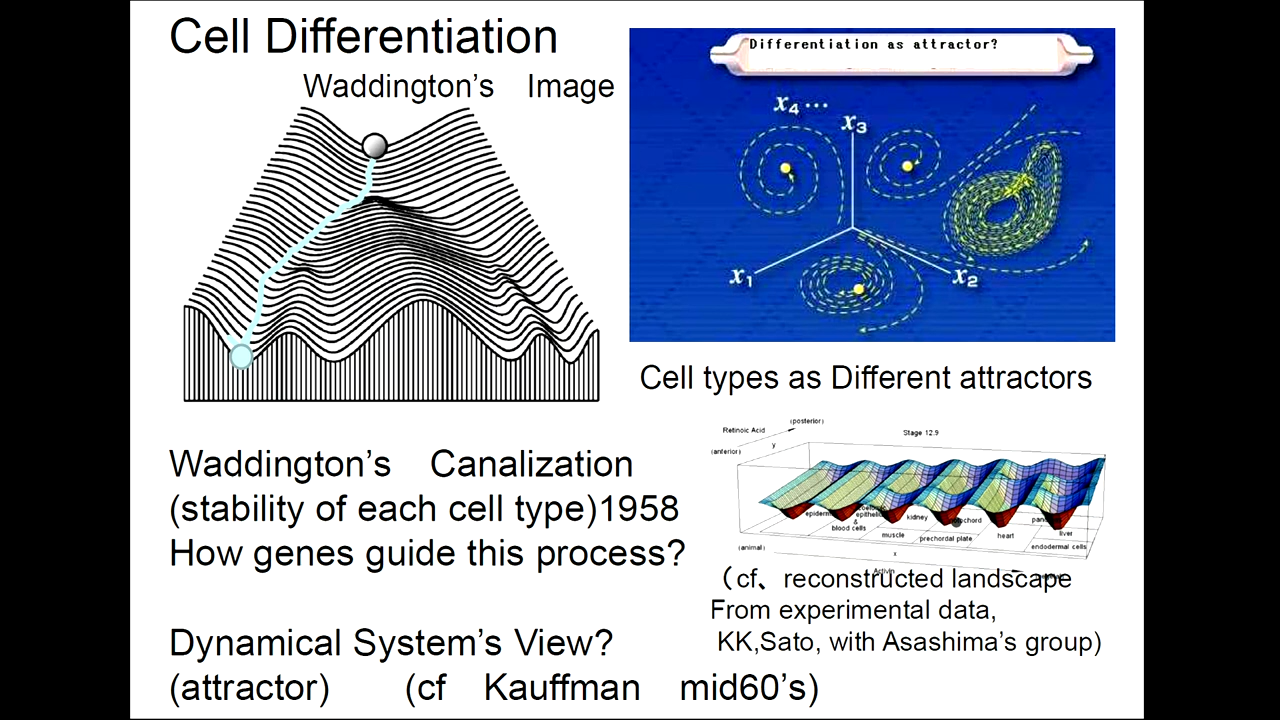 Cell Differentiation
Waddington's Image
Differentiation as attractor?
x4 ...
x3
x1
x2
Cell types as Different attractors
Waddington's Canalization
(stability of each cell type)1958
How genes guide this process?
Dynamical System's View?
(attractor) (cf Kauffman mid60's)
(posterior)
Retinoic Acid
Stage 12.9
(anterior)
y
kidney
&
blood cells
muscle
prechordal plate
heart
liver
endodermal cells
(animal)
x
Activin
(cf、reconstructed landscape
From experimental data,
KK,Sato, with Asashima's group)